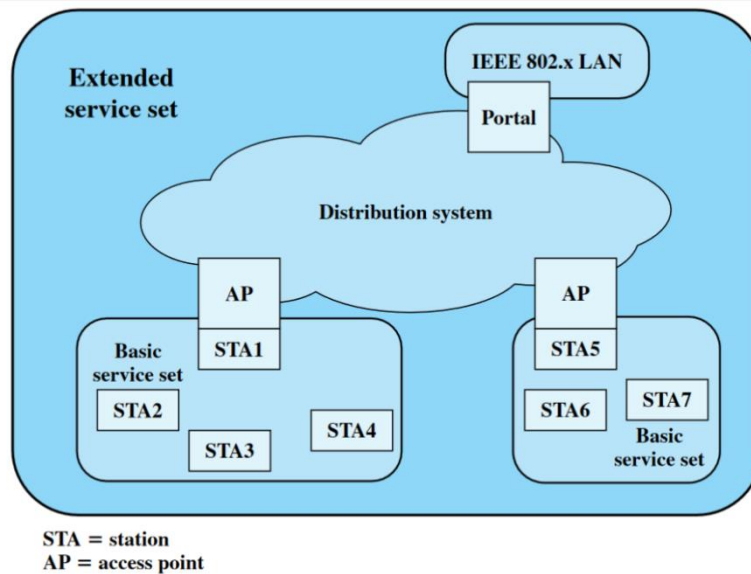 IEEE 802.x LAN
Extended
service set
Portal
Distribution system
AP
AP
STA1
STA5
Basic
service set
STA2
STA3
STA4
STA6
STA7
Basic
service set
STA = station
AP = access point